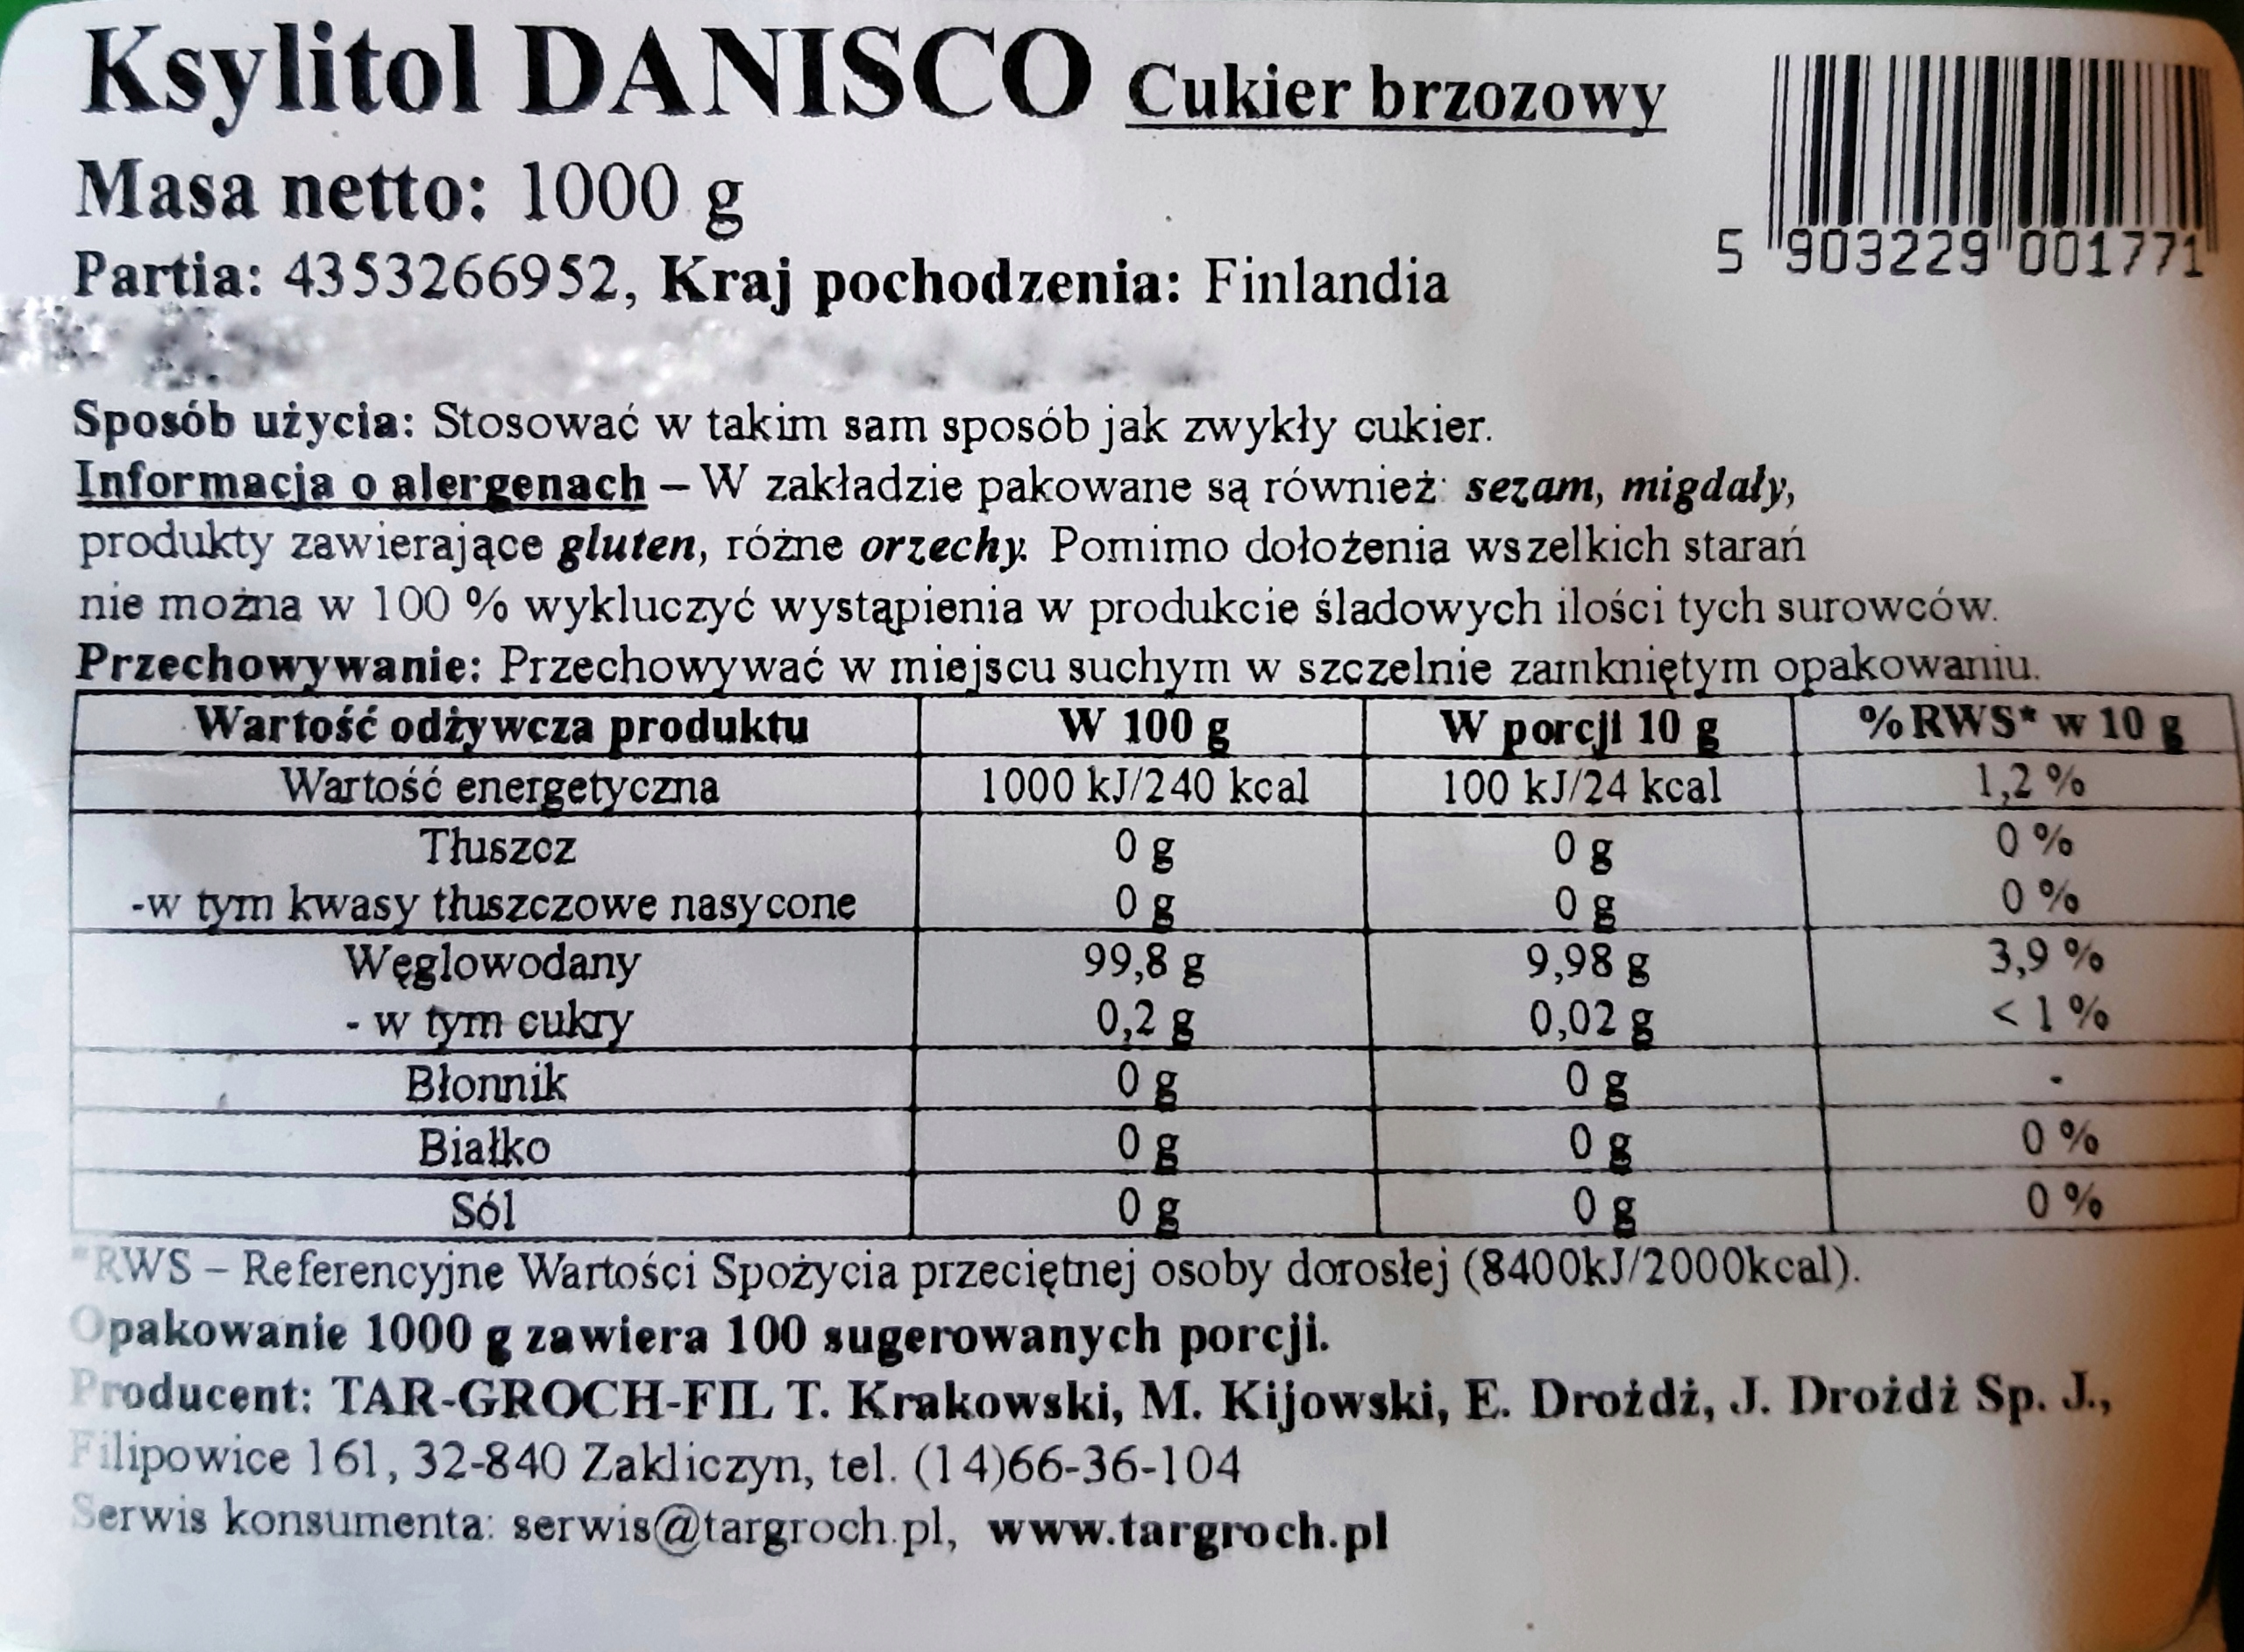 Ksylitol DANISCO Cukier brzozowy
Masa netto: 1000 g
Partia: 4353266952, Kraj pochodzenia: Finlandia
5 903229 001771
Sposób użycia: Stosować w takim sam sposób jak zwykły cukier.
Informacja o alergenach – W zakładzie pakowane są również: sezam, migdały,
produkty zawierające gluten, różne orzechy. Pomimo dołożenia wszelkich starań
nie można w 100 % wykluczyć wystąpienia w produkcie śladowych ilości tych surowców.
Przechowywanie: Przechowywać w miejscu suchym w szczelnie zamkniętym opakowaniu.
Wartość odżywcza produktu W 100 g W porcji 10 g % RWS* w 10 g
Wartość energetyczna 1000 kJ/240 kcal 100 kJ/24 kcal 1,2 %
Tłuszcz 0 g 0 g 0 %
-w tym kwasy tłuszczowe nasycone 0 g 0 g 0 %
Węglowodany 99,8 g 9,98 g 3,9 %
- w tym cukry 0,2 g 0,02 g < 1 %
Błonnik 0 g 0 g -
Białko 0 g 0 g 0 %
Sól 0 g 0 g 0 %
*RWS – Referencyjne Wartości Spożycia przeciętnej osoby dorosłej (8400kJ/2000kcal).
Opakowanie 1000 g zawiera 100 sugerowanych porcji.
Producent: TAR-GROCH-FIL T. Krakowski, M. Kijowski, E. Drożdż, J. Drożdż Sp. J.,
Filipowice 161, 32-840 Zakliczyn, tel. (14)66-36-104
Serwis konsumenta: serwis@targroch.pl, www.targroch.pl